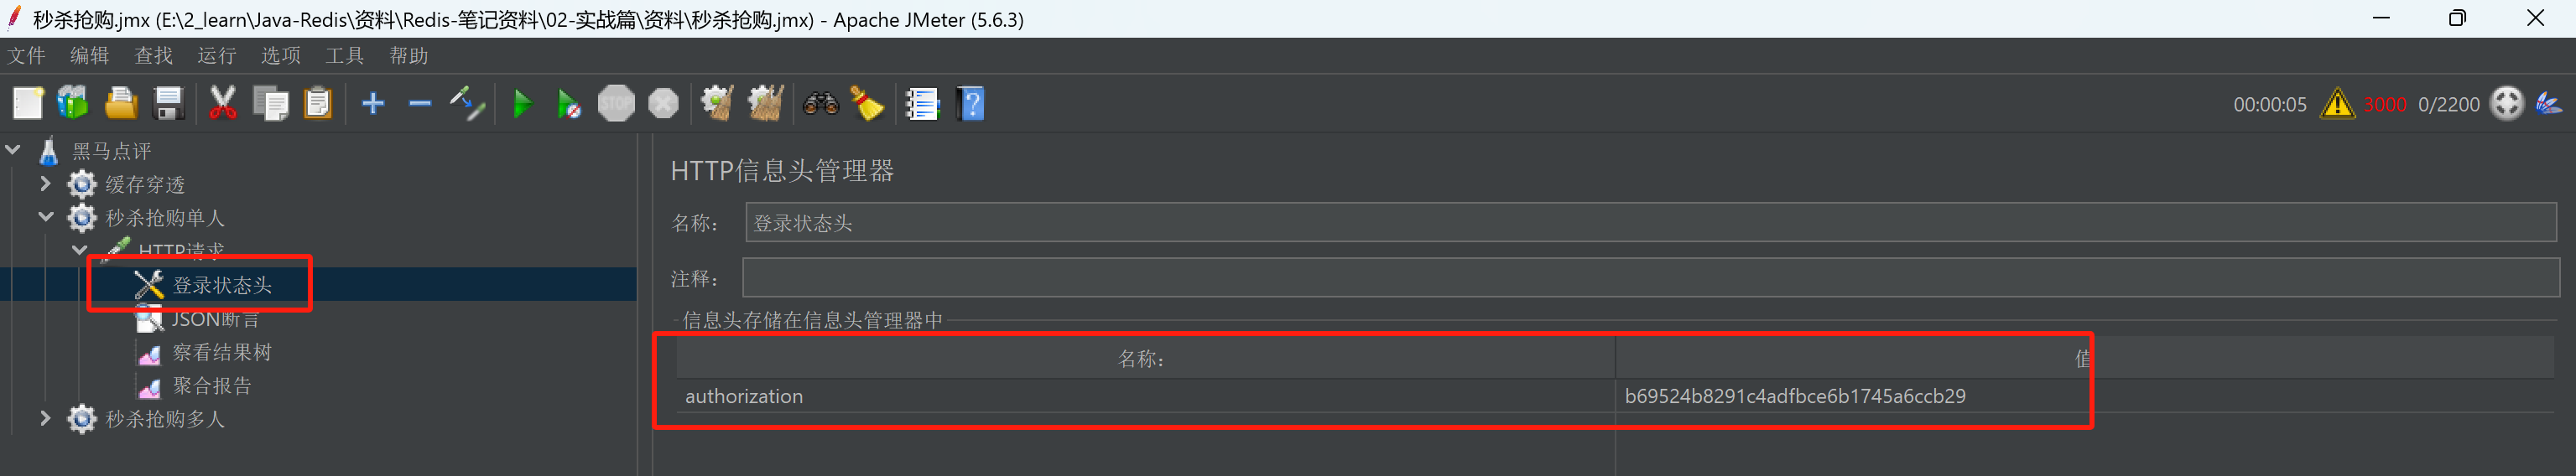 秒杀抢购.jmx (E:\2_learn\Java-Redis\资料\Redis-笔记资料\02-实战篇\资料\秒杀抢购.jmx) - Apache JMeter (5.6.3)
文件 编辑 查找 运行 选项 工具 帮助
STOP
00:00:05 3000 0/2200
黑马点评
缓存穿透
秒杀抢购单人
HTTP请求
登录状态头
JSON断言
察看结果树
聚合报告
秒杀抢购多人
HTTP信息头管理器
名称： 登录状态头
注释：
信息头存储在信息头管理器中
名称： 值
authorization b69524b8291c4adfbce6b1745a6ccb29